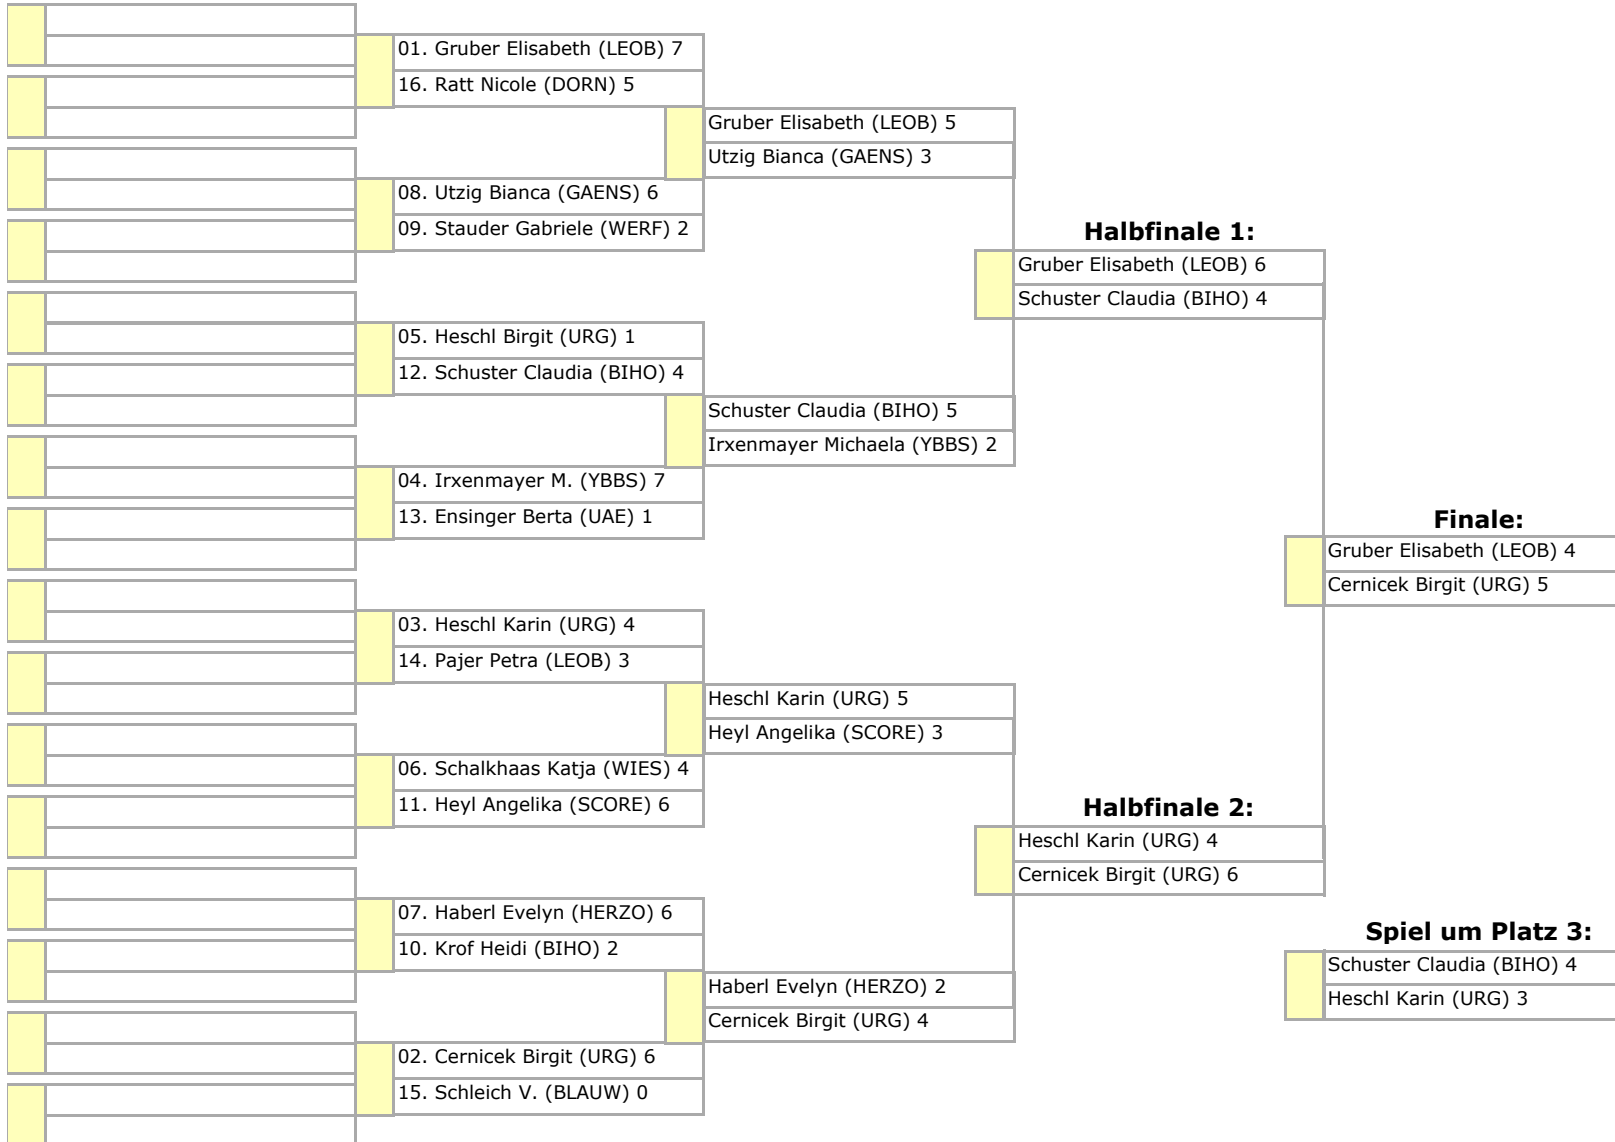 01. Gruber Elisabeth (LEOB) 7
16. Ratt Nicole (DORN) 5
08. Utzig Bianca (GAENS) 6
09. Stauder Gabriele (WERF) 2
05. Heschl Birgit (URG) 1
12. Schuster Claudia (BIHO) 4
04. Irxenmayer M. (YBBS) 7
13. Ensinger Berta (UAE) 1
03. Heschl Karin (URG) 4
14. Pajer Petra (LEOB) 3
06. Schalkhaas Katja (WIES) 4
11. Heyl Angelika (SCORE) 6
07. Haberl Evelyn (HERZO) 6
10. Krof Heidi (BIHO) 2
02. Cernicek Birgit (URG) 6
15. Schleich V. (BLAUW) 0
Gruber Elisabeth (LEOB) 5
Utzig Bianca (GAENS) 3
Schuster Claudia (BIHO) 5
Irxenmayer Michaela (YBBS) 2
Heschl Karin (URG) 5
Heyl Angelika (SCORE) 3
Haberl Evelyn (HERZO) 2
Cernicek Birgit (URG) 4
Halbfinale 1:
Gruber Elisabeth (LEOB) 6
Schuster Claudia (BIHO) 4
Halbfinale 2:
Heschl Karin (URG) 4
Cernicek Birgit (URG) 6
Finale:
Gruber Elisabeth (LEOB) 4
Cernicek Birgit (URG) 5
Spiel um Platz 3:
Schuster Claudia (BIHO) 4
Heschl Karin (URG) 3